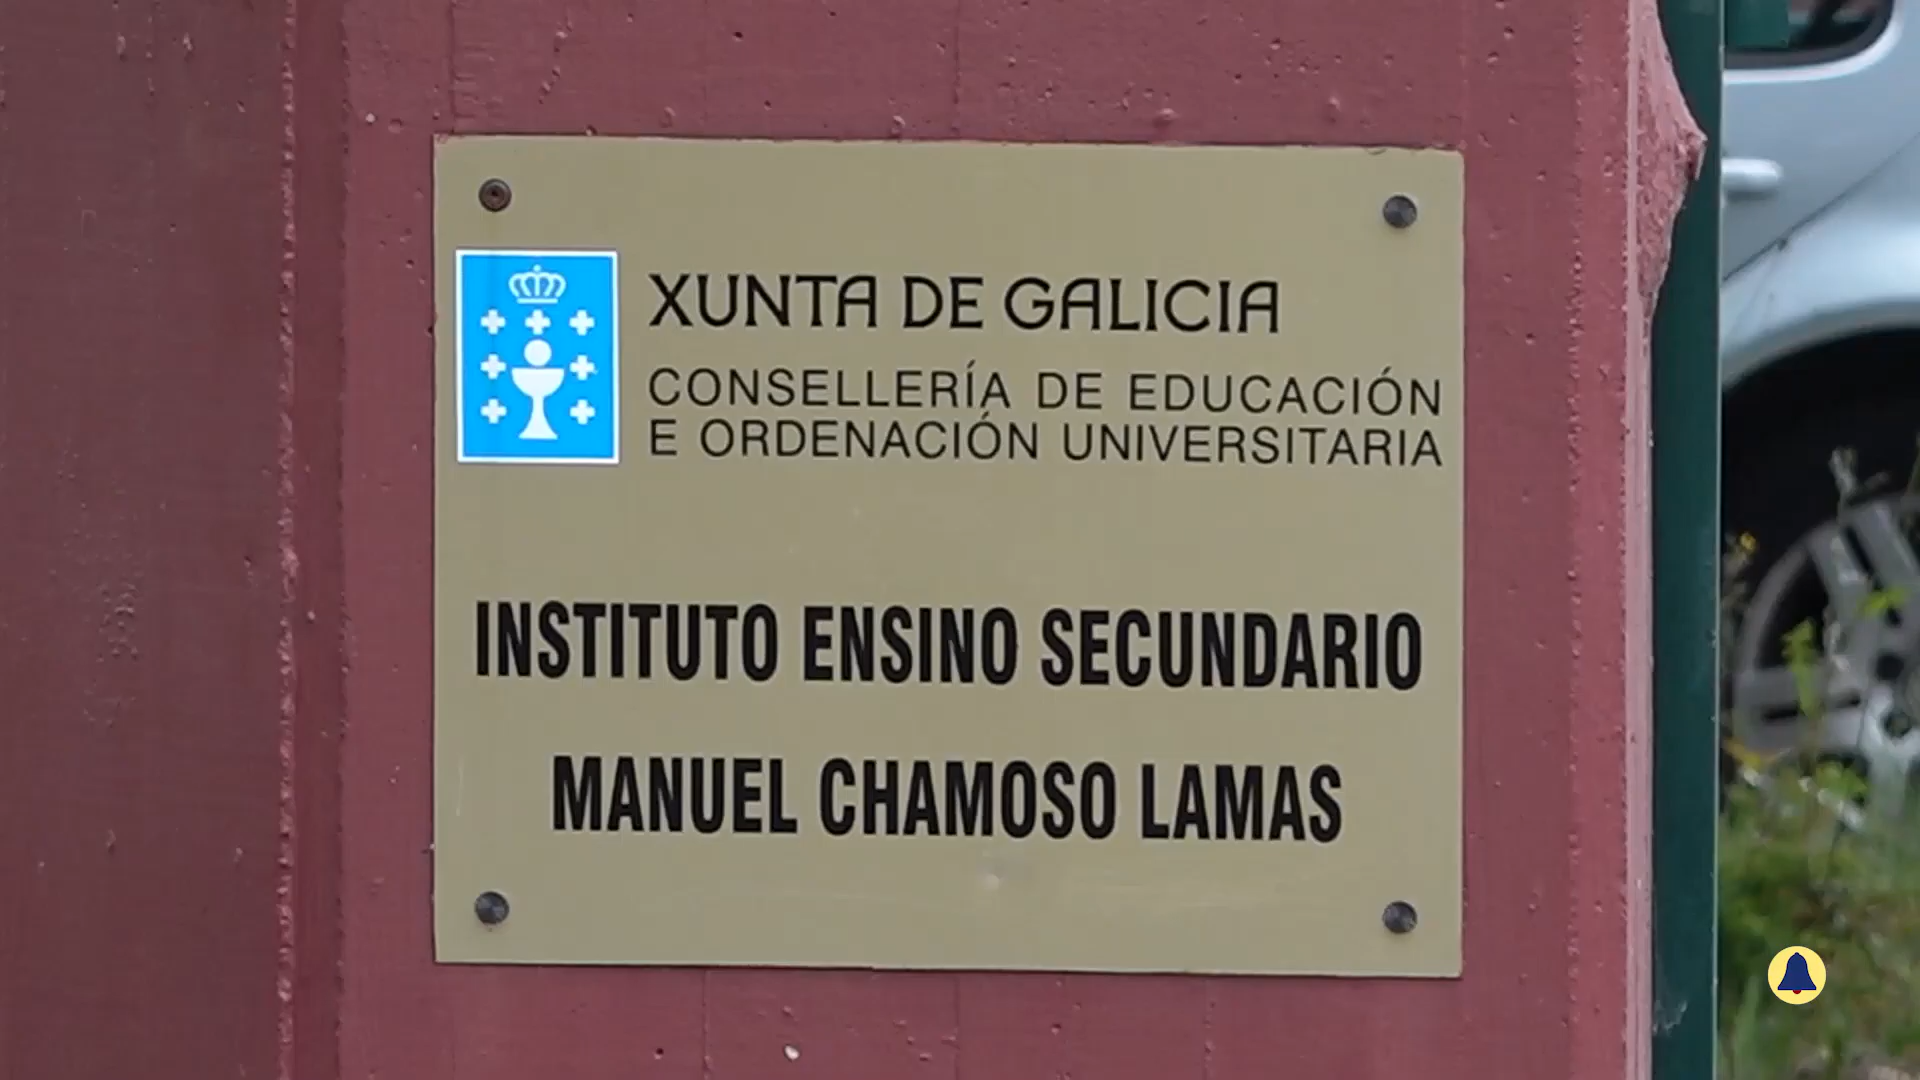 XUNTA DE GALICIA
CONSELLERÍA DE EDUCACIÓN
E ORDENACIÓN UNIVERSITARIA
INSTITUTO ENSINO SECUNDARIO
MANUEL CHAMOSO LAMAS